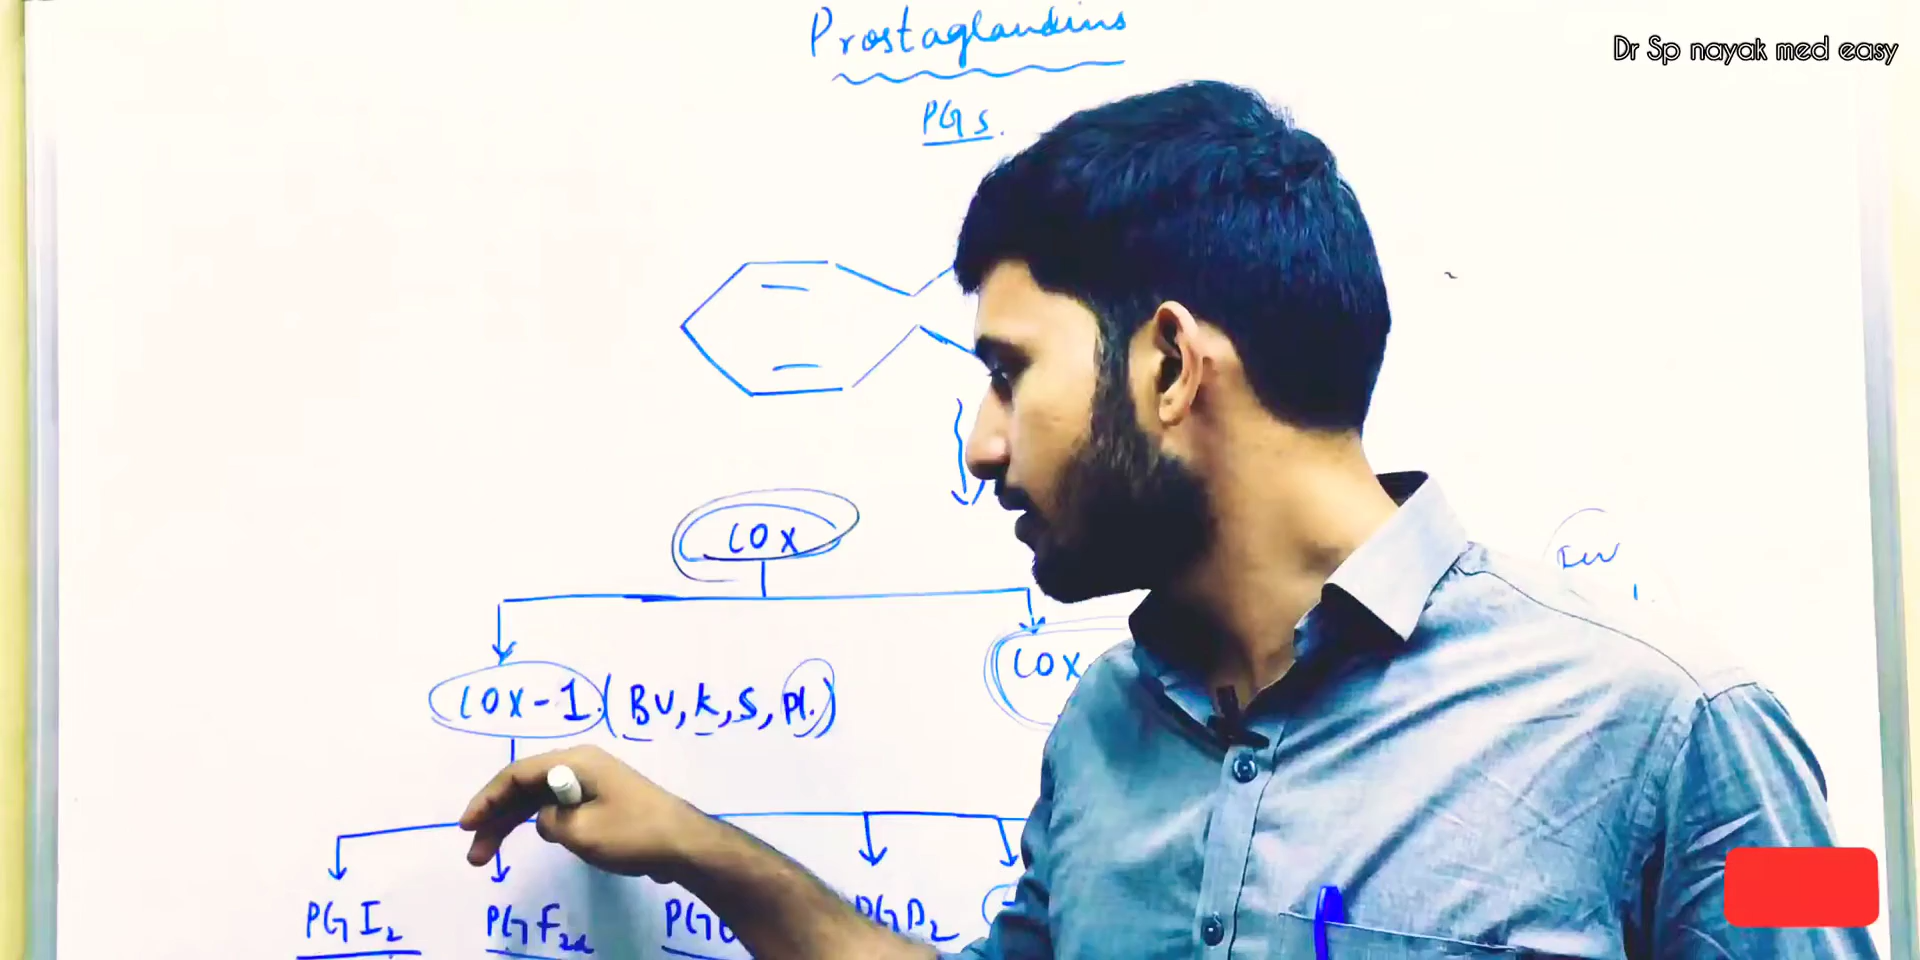 Prostaglandins
Dr Sp nayak med easy
PGs.
COX
COX-1 (BV, K, S, Pl.)
COX
PGI₂ PGF₂α PGD₂